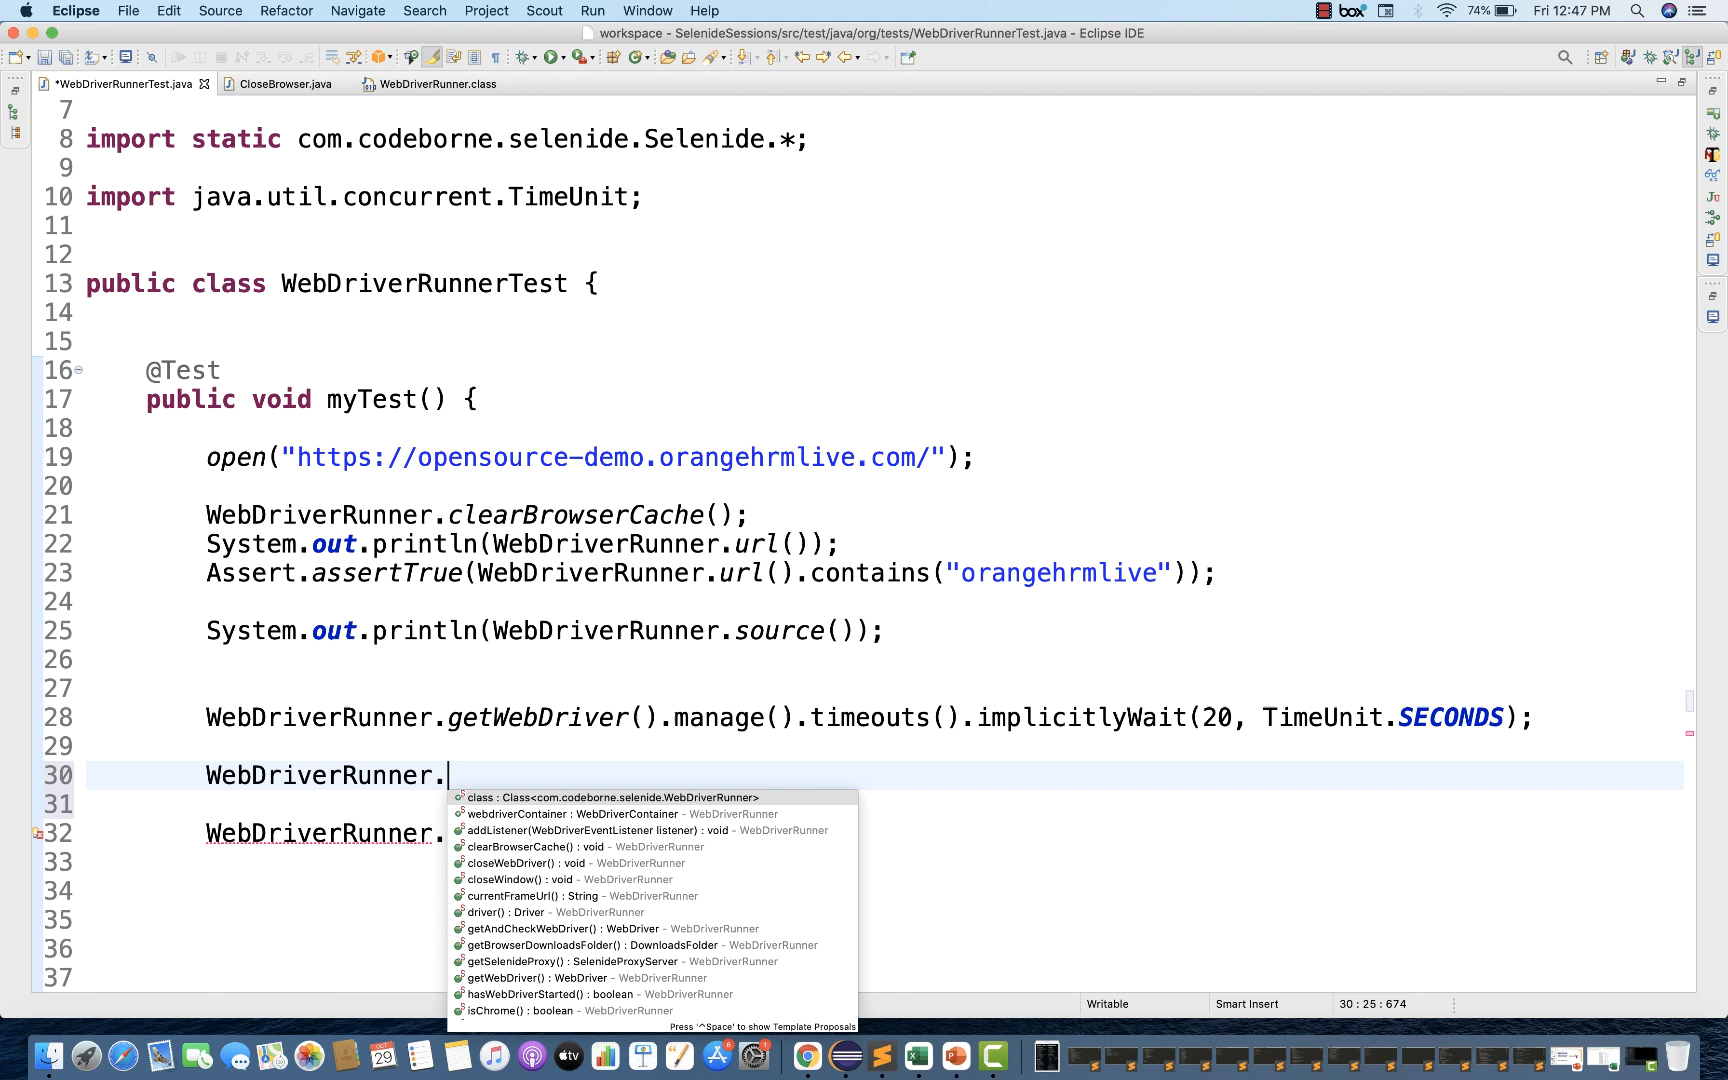 Eclipse File Edit Source Refactor Navigate Search Project Scout Run Window Help box 74% Fri 12:47 PM
workspace - SelenideSessions/src/test/java/org/tests/WebDriverRunnerTest.java - Eclipse IDE
*WebDriverRunnerTest.java CloseBrowser.java WebDriverRunner.class
7
8 import static com.codeborne.selenide.Selenide.*;
9
10 import java.util.concurrent.TimeUnit;
11
12
13 public class WebDriverRunnerTest {
14
15
16 @Test
17 public void myTest() {
18
19 open("https://opensource-demo.orangehrmlive.com/");
20
21 WebDriverRunner.clearBrowserCache();
22 System.out.println(WebDriverRunner.url());
23 Assert.assertTrue(WebDriverRunner.url().contains("orangehrmlive"));
24
25 System.out.println(WebDriverRunner.source());
26
27
28 WebDriverRunner.getWebDriver().manage().timeouts().implicitlyWait(20, TimeUnit.SECONDS);
29
30 WebDriverRunner.
31
32 WebDriverRunner.
33
34
35
36
37
class : Class<com.codeborne.selenide.WebDriverRunner>
webdriverContainer : WebDriverContainer - WebDriverRunner
addListener(WebDriverEventListener listener) : void - WebDriverRunner
clearBrowserCache() : void - WebDriverRunner
closeWebDriver() : void - WebDriverRunner
closeWindow() : void - WebDriverRunner
currentFrameUrl() : String - WebDriverRunner
driver() : Driver - WebDriverRunner
getAndCheckWebDriver() : WebDriver - WebDriverRunner
getBrowserDownloadsFolder() : DownloadsFolder - WebDriverRunner
getSelenideProxy() : SelenideProxyServer - WebDriverRunner
getWebDriver() : WebDriver - WebDriverRunner
hasWebDriverStarted() : boolean - WebDriverRunner
isChrome() : boolean - WebDriverRunner
Press '^Space' to show Template Proposals
Writable Smart Insert 30 : 25 : 674
OCT 29 tv 6 1